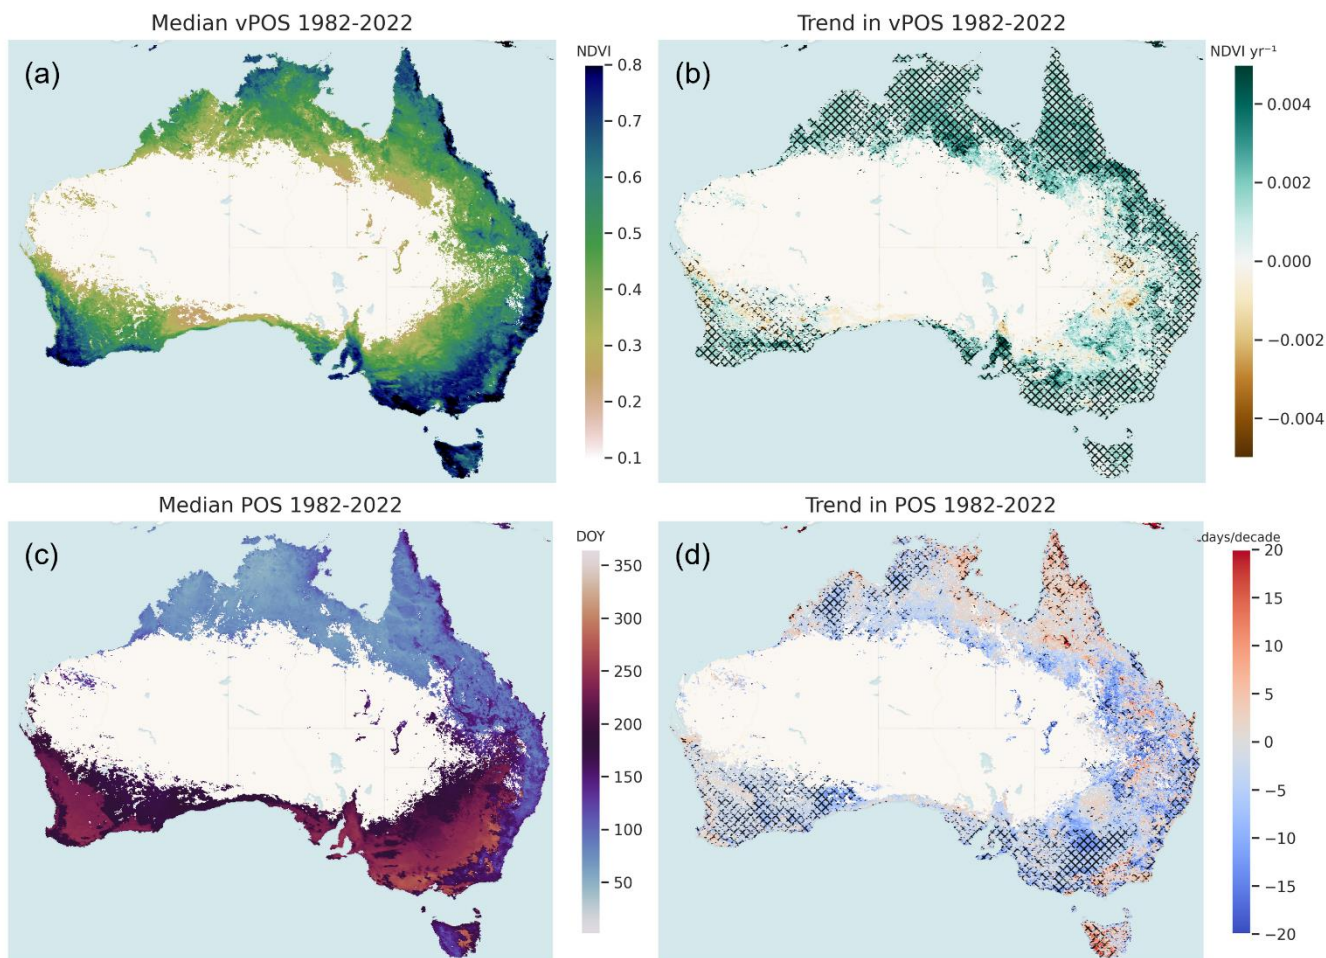 Median vPOS 1982-2022
(a)
NDVI
0.8
0.7
0.6
0.5
0.4
0.3
0.2
0.1
Trend in vPOS 1982-2022
(b)
NDVI yr⁻¹
0.004
0.002
0.000
−0.002
−0.004
Median POS 1982-2022
(c)
DOY
350
300
250
200
150
100
50
Trend in POS 1982-2022
(d)
days/decade
20
15
10
5
0
−5
−10
−15
−20